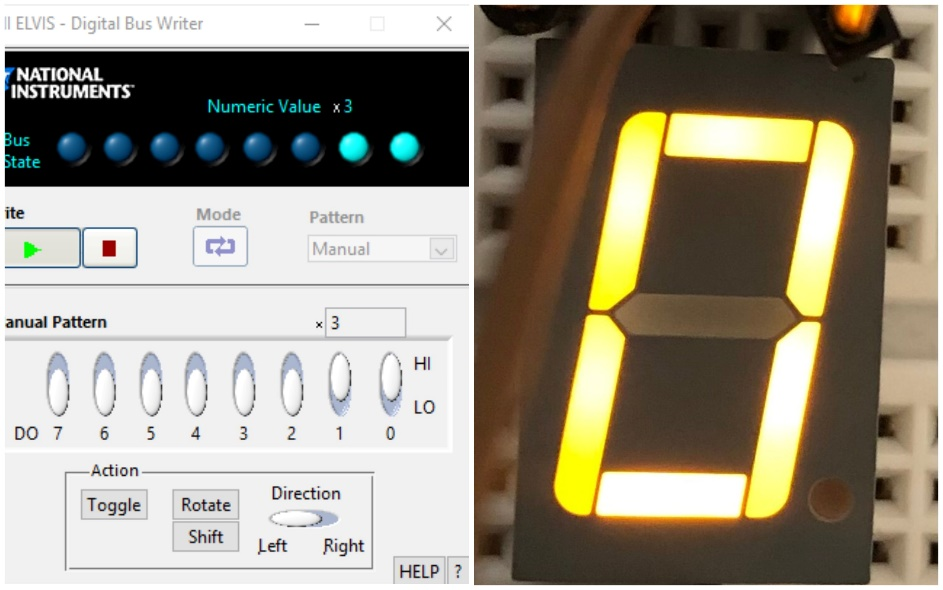 II ELVIS - Digital Bus Writer
NATIONAL
INSTRUMENTS
Numeric Value x 3
Bus
State
ite
Mode
Pattern
Manual
anual Pattern
x 3
HI
LO
DO 7 6 5 4 3 2 1 0
Action
Toggle
Rotate
Shift
Direction
Left Right
HELP ?
0